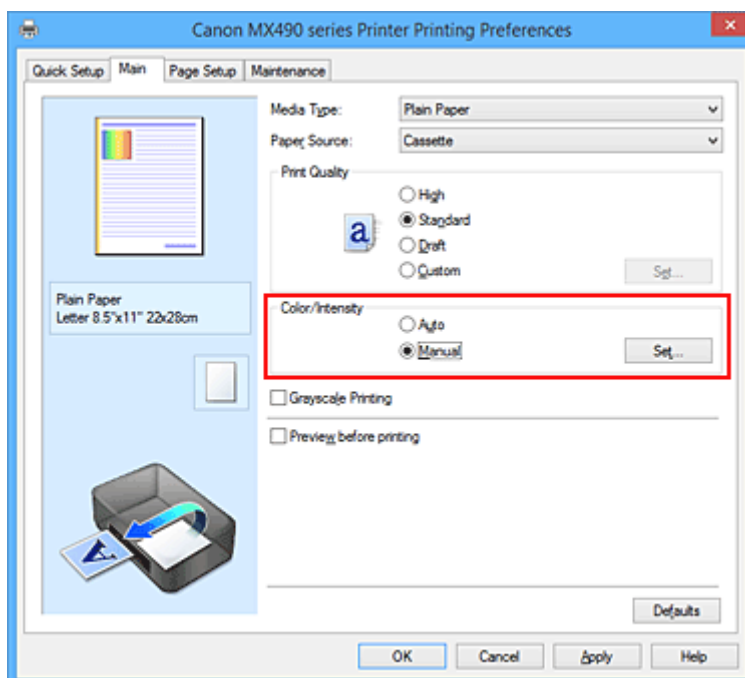 Canon MX490 series Printer Printing Preferences
Quick Setup Main Page Setup Maintenance
Media Type: Plain Paper
Paper Source: Cassette
Print Quality
High
Standard
Draft
Custom Set...
Plain Paper
Letter 8.5"x11" 22x28cm
Color/Intensity
Auto
Manual Set...
Grayscale Printing
Preview before printing
Defaults
OK Cancel Apply Help